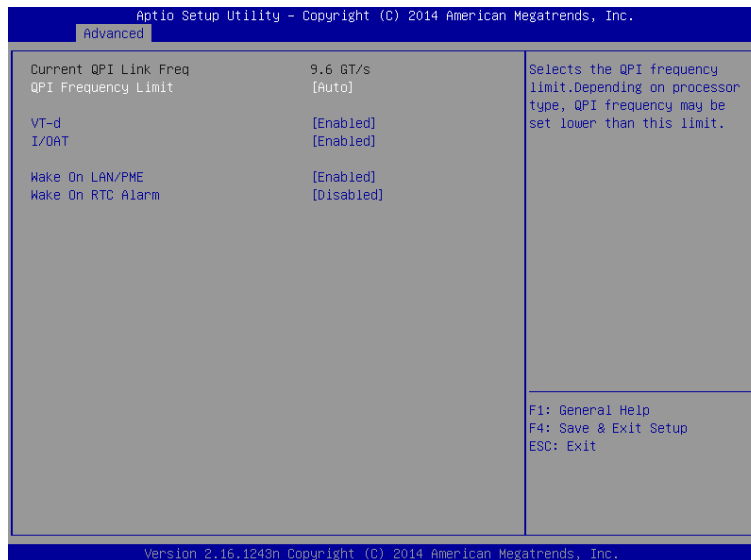 Aptio Setup Utility – Copyright (C) 2014 American Megatrends, Inc.
Advanced
Current QPI Link Freq 9.6 GT/s
QPI Frequency Limit [Auto]
VT-d [Enabled]
I/OAT [Enabled]
Wake On LAN/PME [Enabled]
Wake On RTC Alarm [Disabled]
Selects the QPI frequency
limit.Depending on processor
type, QPI frequency may be
set lower than this limit.
F1: General Help
F4: Save & Exit Setup
ESC: Exit
Version 2.16.1243n Copyright (C) 2014 American Megatrends, Inc.